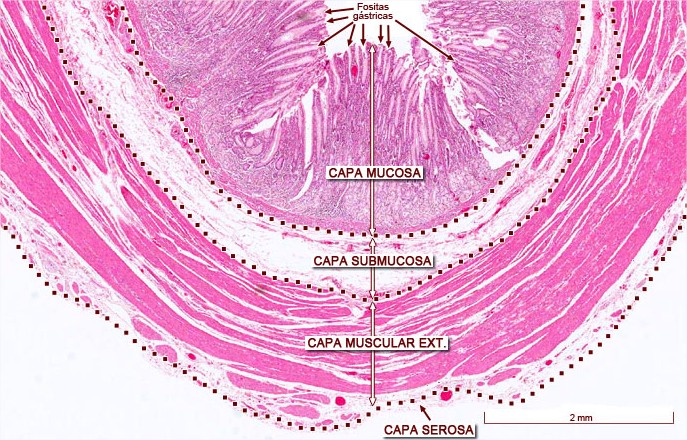 Fositas
gástricas
CAPA MUCOSA
CAPA SUBMUCOSA
CAPA MUSCULAR EXT.
CAPA SEROSA
2 mm